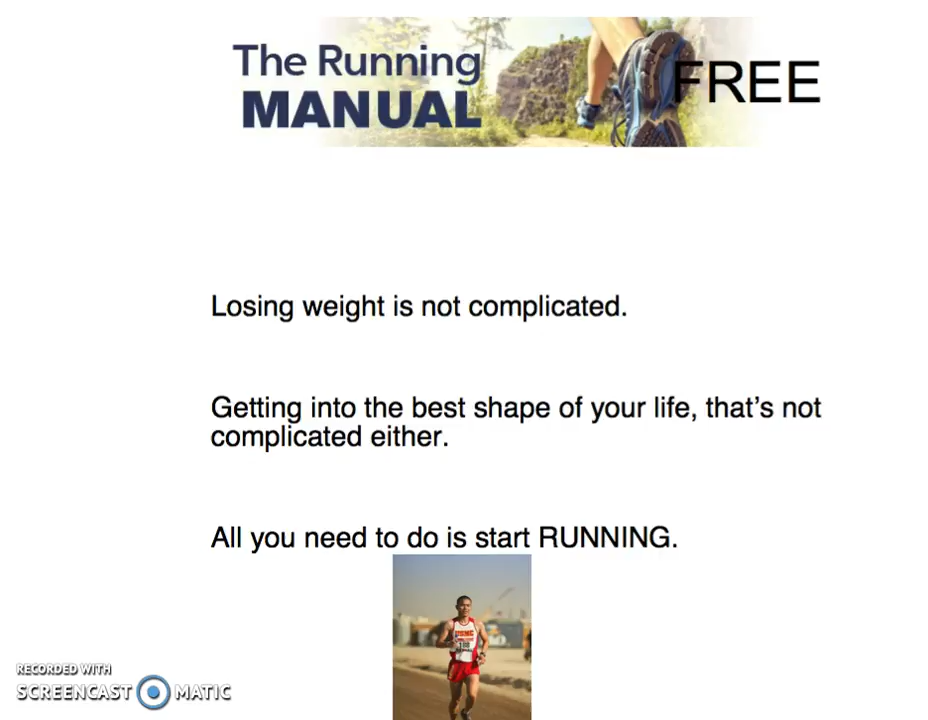 The Running
MANUAL
FREE
Losing weight is not complicated.
Getting into the best shape of your life, that's not
complicated either.
All you need to do is start RUNNING.
USMC
RECORDED WITH
SCREENCAST MATIC